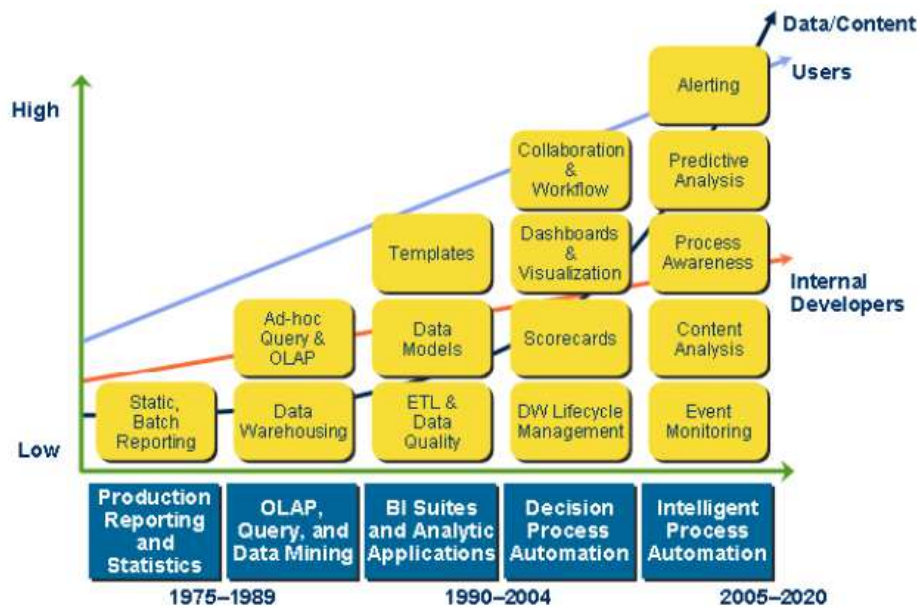 Data/Content
Users
High
Alerting
Collaboration
&
Workflow
Predictive
Analysis
Templates
Dashboards
&
Visualization
Process
Awareness
Internal
Developers
Ad-hoc
Query &
OLAP
Data
Models
Scorecards
Content
Analysis
Static,
Batch
Reporting
Data
Warehousing
ETL &
Data
Quality
DW Lifecycle
Management
Event
Monitoring
Low
Production
Reporting
and
Statistics
OLAP,
Query, and
Data Mining
BI Suites
and Analytic
Applications
Decision
Process
Automation
Intelligent
Process
Automation
1975–1989
1990–2004
2005–2020